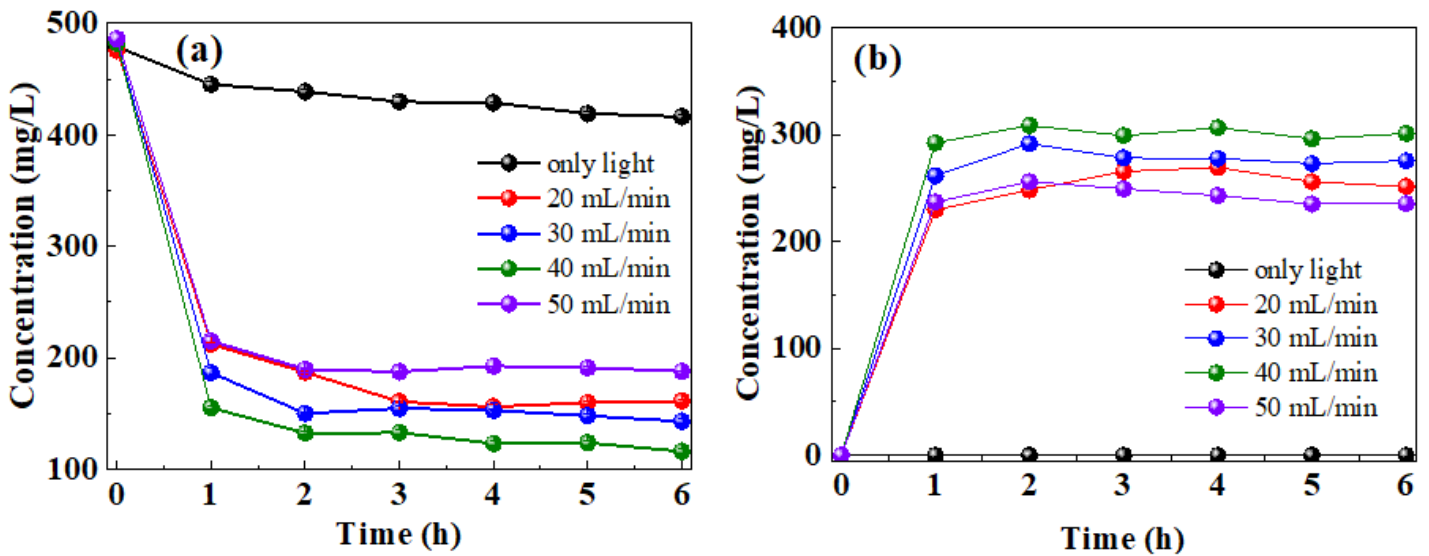 (a)
500
400
300
200
100
Concentration (mg/L)
only light
20 mL/min
30 mL/min
40 mL/min
50 mL/min
0 1 2 3 4 5 6
Time (h)
(b)
400
300
200
100
0
Concentration (mg/L)
only light
20 mL/min
30 mL/min
40 mL/min
50 mL/min
0 1 2 3 4 5 6
Time (h)